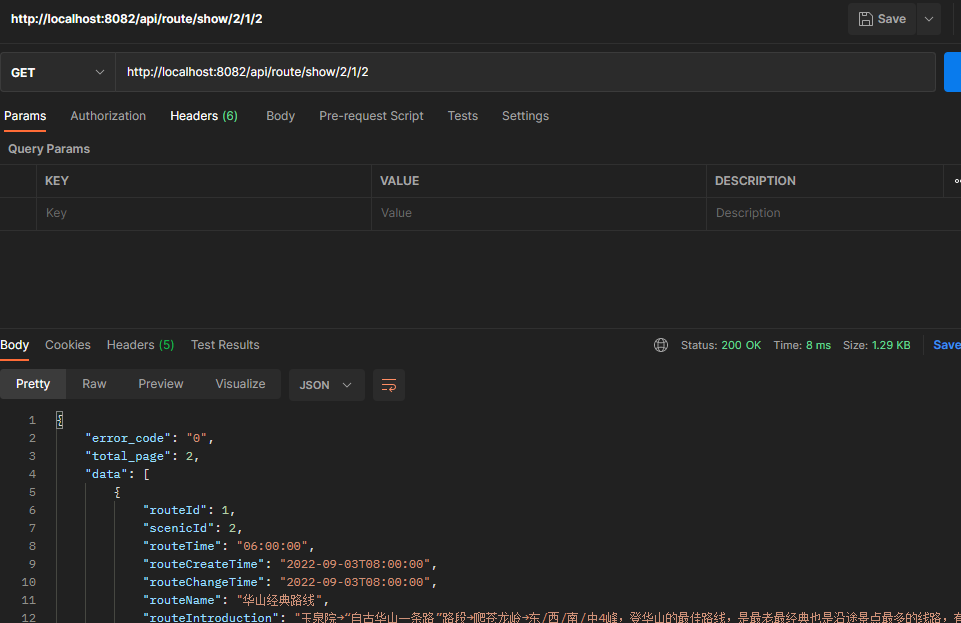 http://localhost:8082/api/route/show/2/1/2
Save
GET http://localhost:8082/api/route/show/2/1/2
Params Authorization Headers (6) Body Pre-request Script Tests Settings
Query Params
KEY VALUE DESCRIPTION
Key Value Description
Body Cookies Headers (5) Test Results Status: 200 OK Time: 8 ms Size: 1.29 KB Save
Pretty Raw Preview Visualize JSON
1 {
2 "error_code": "0",
3 "total_page": 2,
4 "data": [
5 {
6 "routeId": 1,
7 "scenicId": 2,
8 "routeTime": "06:00:00",
9 "routeCreateTime": "2022-09-03T08:00:00",
10 "routeChangeTime": "2022-09-03T08:00:00",
11 "routeName": "华山经典路线",
12 "routeIntroduction": "玉泉院→“自古华山一条路”路段→爬苍龙岭→东/西/南/中4峰，登华山的最佳路线，是最老最经典也是沿途景点最多的线路，有